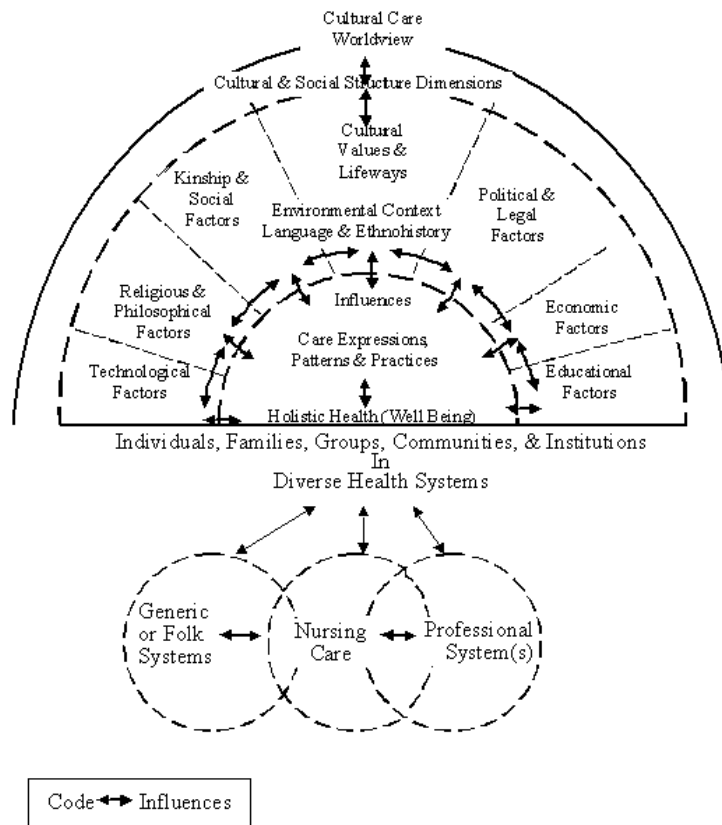 Cultural Care
Worldview
Cultural & Social Structure Dimensions
Cultural
Values &
Lifeways
Kinship &
Social
Factors
Political &
Legal
Factors
Environmental Context
Language & Ethnohistory
Religious &
Philosophical
Factors
Influences
Economic
Factors
Care Expressions,
Patterns & Practices
Technological
Factors
Educational
Factors
Holistic Health (Well Being)
Individuals, Families, Groups, Communities, & Institutions
In
Diverse Health Systems
Generic
or Folk
Systems
Nursing
Care
Professional
System(s)
Code Influences